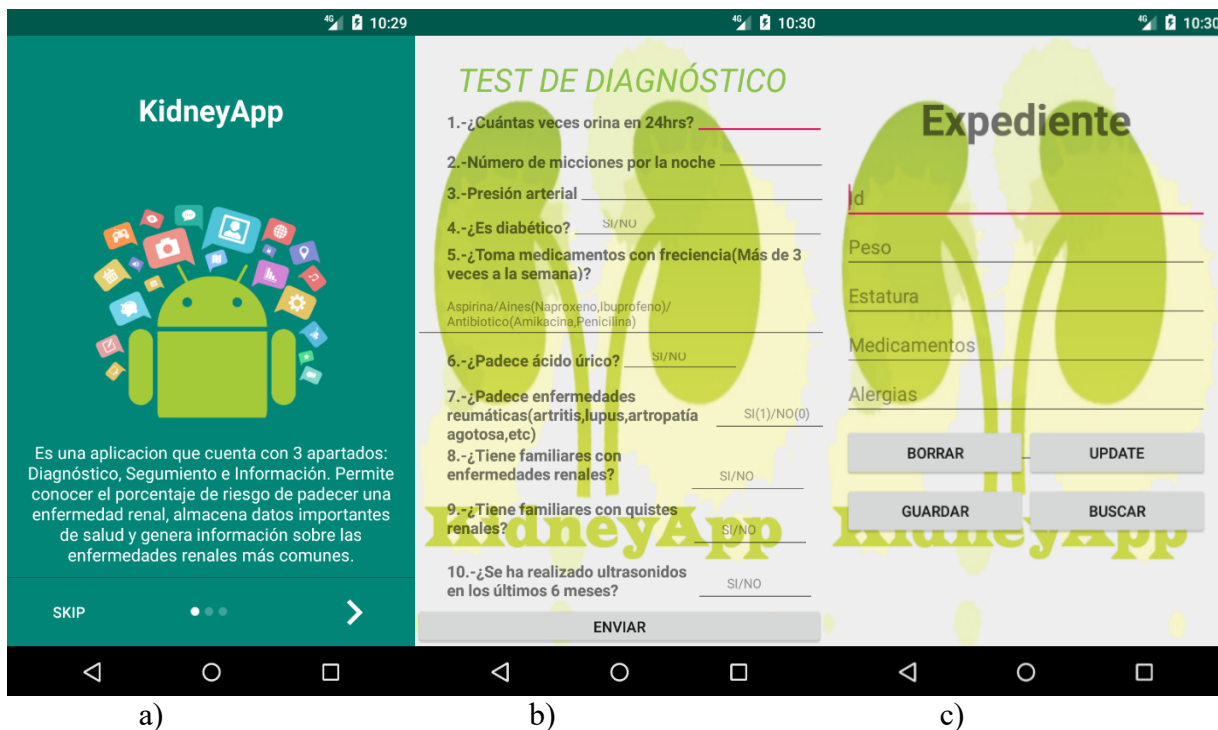 4G 10:29
KidneyApp
Es una aplicacion que cuenta con 3 apartados:
Diagnóstico, Segumiento e Información. Permite
conocer el porcentaje de riesgo de padecer una
enfermedad renal, almacena datos importantes
de salud y genera información sobre las
enfermedades renales más comunes.
SKIP
a)
4G 10:30
TEST DE DIAGNÓSTICO
1.-¿Cuántas veces orina en 24hrs?
2.-Número de micciones por la noche
3.-Presión arterial
4.-¿Es diabético? SI/NO
5.-¿Toma medicamentos con freciencia(Más de 3
veces a la semana)?
Aspirina/Aines(Naproxeno,Ibuprofeno)/
Antibiotico(Amikacina,Penicilina)
6.-¿Padece ácido úrico? SI/NO
7.-¿Padece enfermedades
reumáticas(artritis,lupus,artropatía SI(1)/NO(0)
agotosa,etc)
8.-¿Tiene familiares con
enfermedades renales? SI/NO
9.-¿Tiene familiares con quistes
renales? SI/NO
KidneyApp
10.-¿Se ha realizado ultrasonidos
en los últimos 6 meses? SI/NO
ENVIAR
b)
4G 10:30
Expediente
Id
Peso
Estatura
Medicamentos
Alergias
BORRAR UPDATE
GUARDAR BUSCAR
KidneyApp
c)